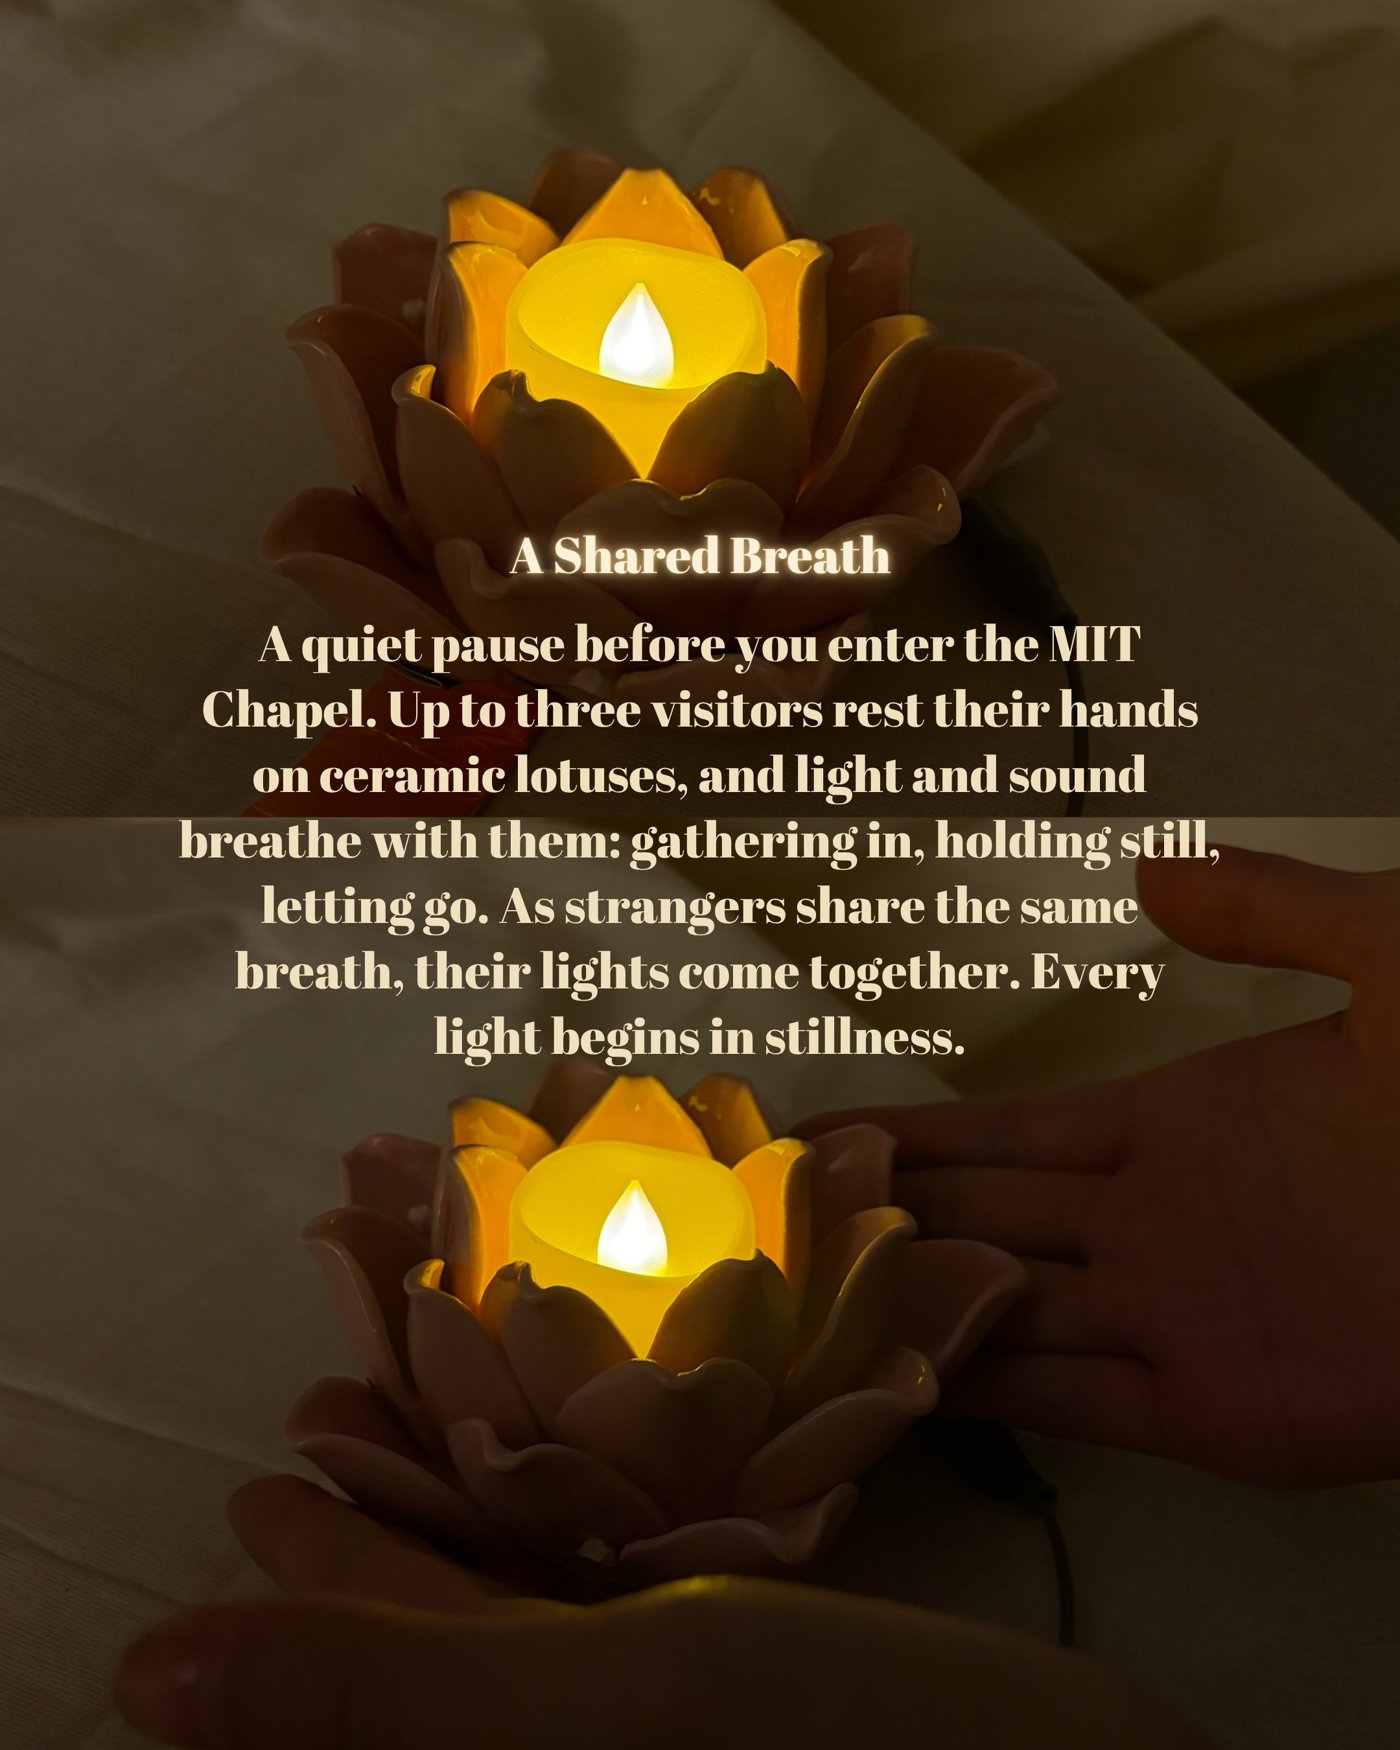 A Shared Breath
A quiet pause before you enter the MIT
Chapel. Up to three visitors rest their hands
on ceramic lotuses, and light and sound
breathe with them: gathering in, holding still,
letting go. As strangers share the same
breath, their lights come together. Every
light begins in stillness.